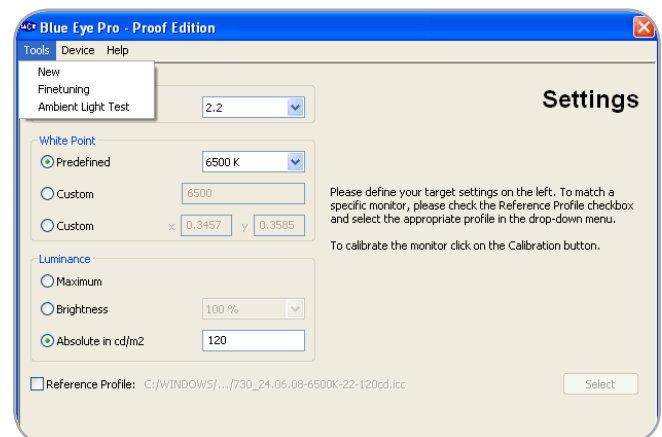 Blue Eye Pro - Proof Edition
Tools Device Help
New
Finetuning
Ambient Light Test
2.2
Settings
White Point
Predefined
6500 K
Custom
6500
Custom
x 0.3457 y 0.3585
Please define your target settings on the left. To match a
specific monitor, please check the Reference Profile checkbox
and select the appropriate profile in the drop-down menu.
To calibrate the monitor click on the Calibration button.
Luminance
Maximum
Brightness
100 %
Absolute in cd/m2
120
Reference Profile: C:/WINDOWS/.../730_24.06.08-6500K-22-120cd.icc
Select